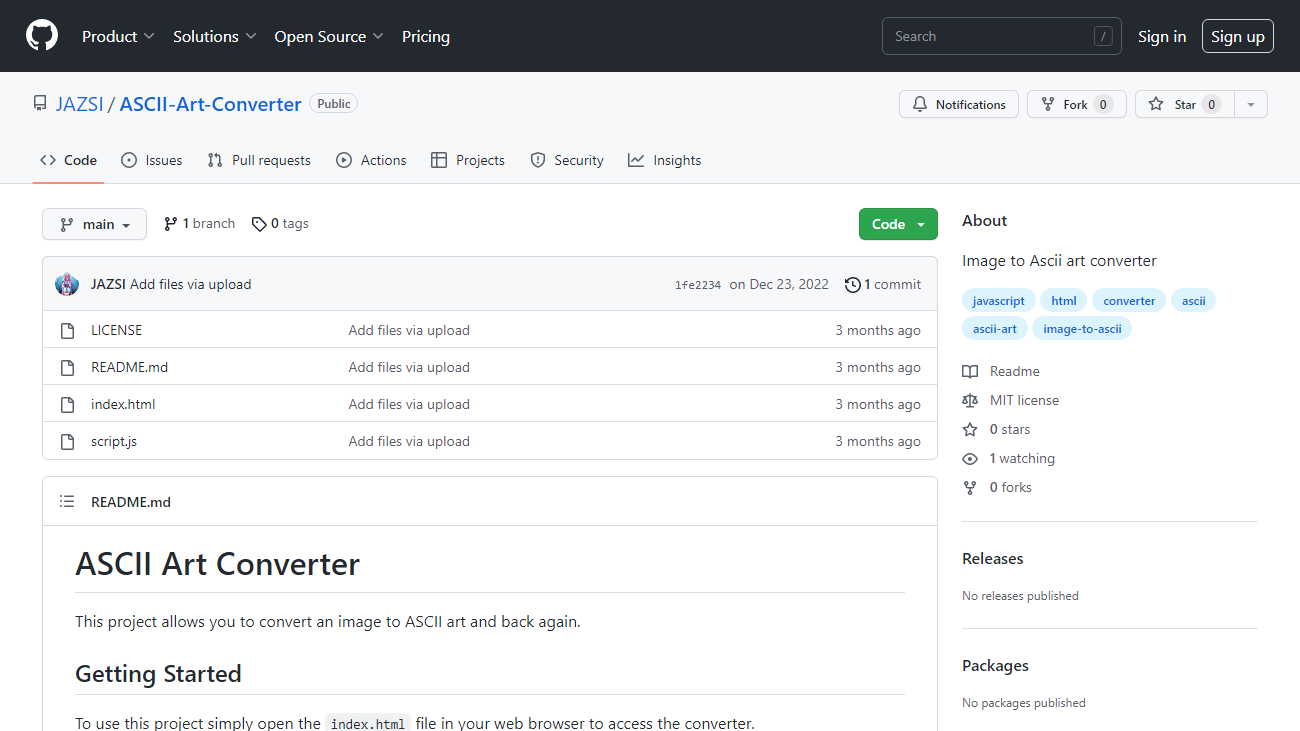 Product Solutions Open Source Pricing Search / Sign in Sign up
JAZSI / ASCII-Art-Converter Public Notifications Fork 0 Star 0
Code Issues Pull requests Actions Projects Security Insights
main 1 branch 0 tags Code
JAZSI Add files via upload 1fe2234 on Dec 23, 2022 1 commit
LICENSE Add files via upload 3 months ago
README.md Add files via upload 3 months ago
index.html Add files via upload 3 months ago
script.js Add files via upload 3 months ago
README.md
ASCII Art Converter
This project allows you to convert an image to ASCII art and back again.
Getting Started
To use this project simply open the index.html file in your web browser to access the converter.
About
Image to Ascii art converter
javascript html converter ascii
ascii-art image-to-ascii
Readme
MIT license
0 stars
1 watching
0 forks
Releases
No releases published
Packages
No packages published